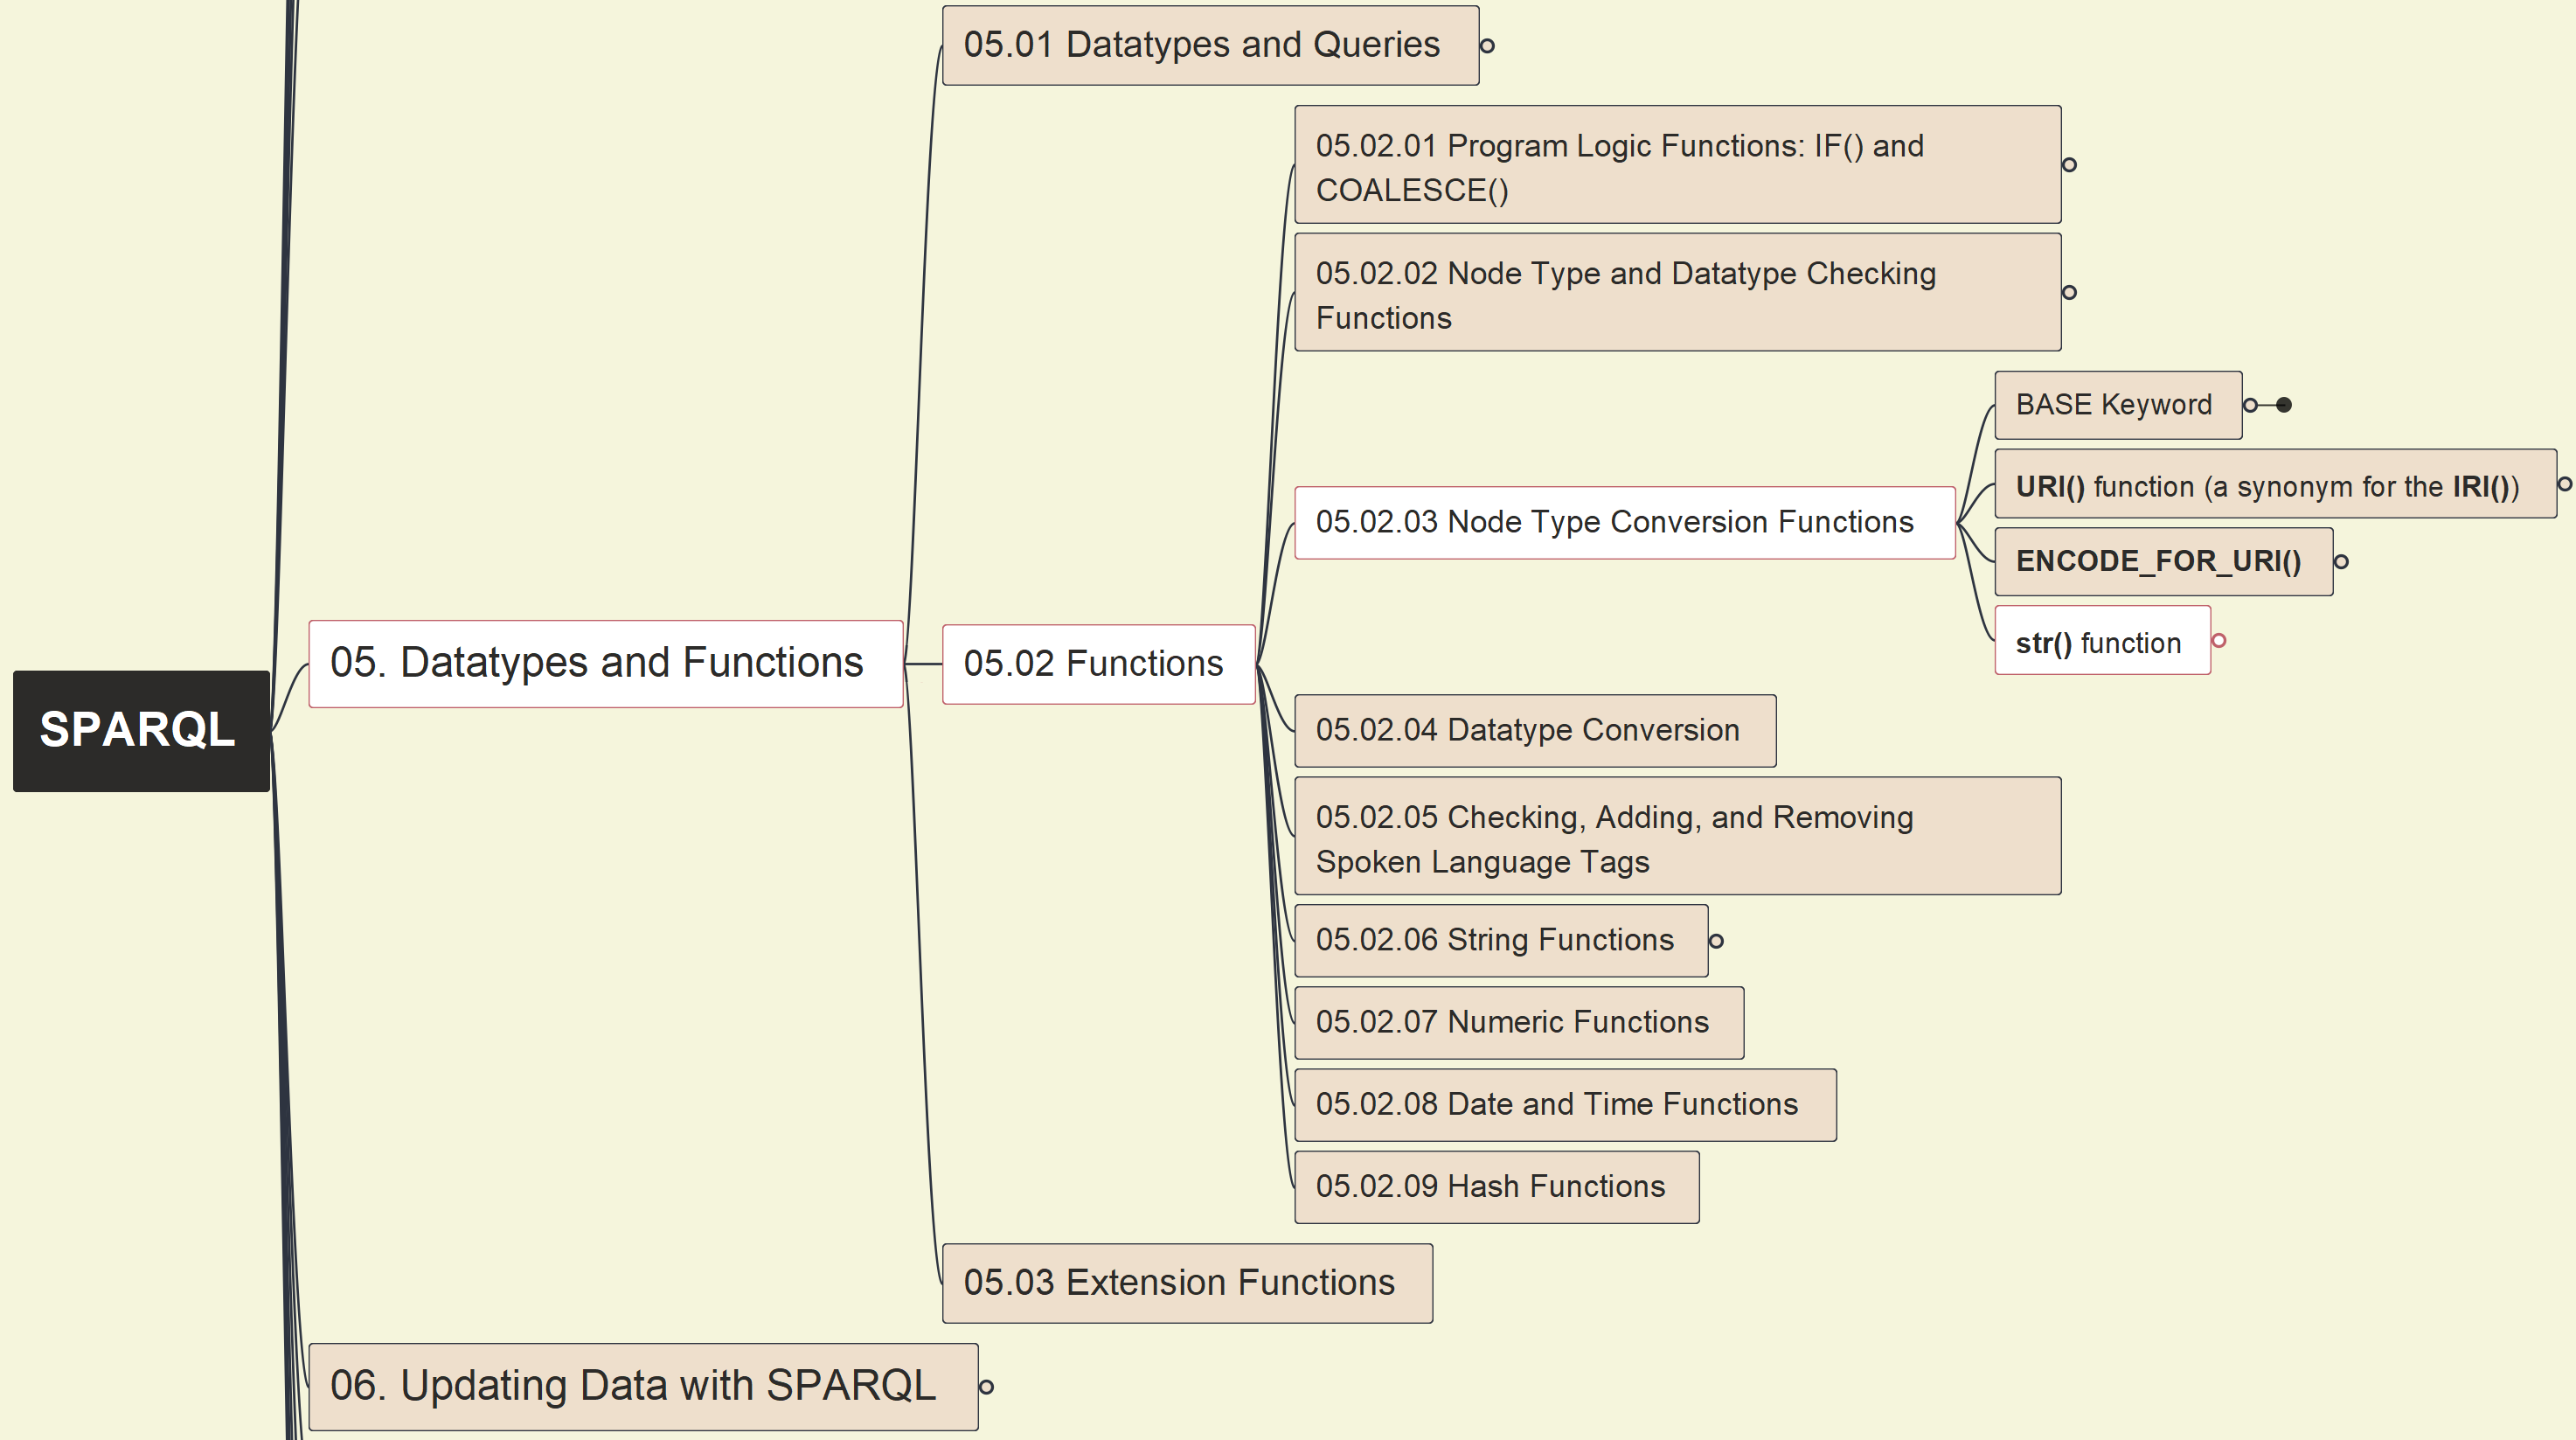 05.01 Datatypes and Queries
05.02.01 Program Logic Functions: IF() and
COALESCE()
05.02.02 Node Type and Datatype Checking
Functions
BASE Keyword
URI() function (a synonym for the IRI())
05.02.03 Node Type Conversion Functions
ENCODE_FOR_URI()
str() function
05. Datatypes and Functions
05.02 Functions
SPARQL
05.02.04 Datatype Conversion
05.02.05 Checking, Adding, and Removing
Spoken Language Tags
05.02.06 String Functions
05.02.07 Numeric Functions
05.02.08 Date and Time Functions
05.02.09 Hash Functions
05.03 Extension Functions
06. Updating Data with SPARQL